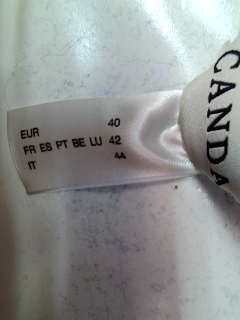 EUR 40
FR ES PT BE LU 42
IT 44
CANDA